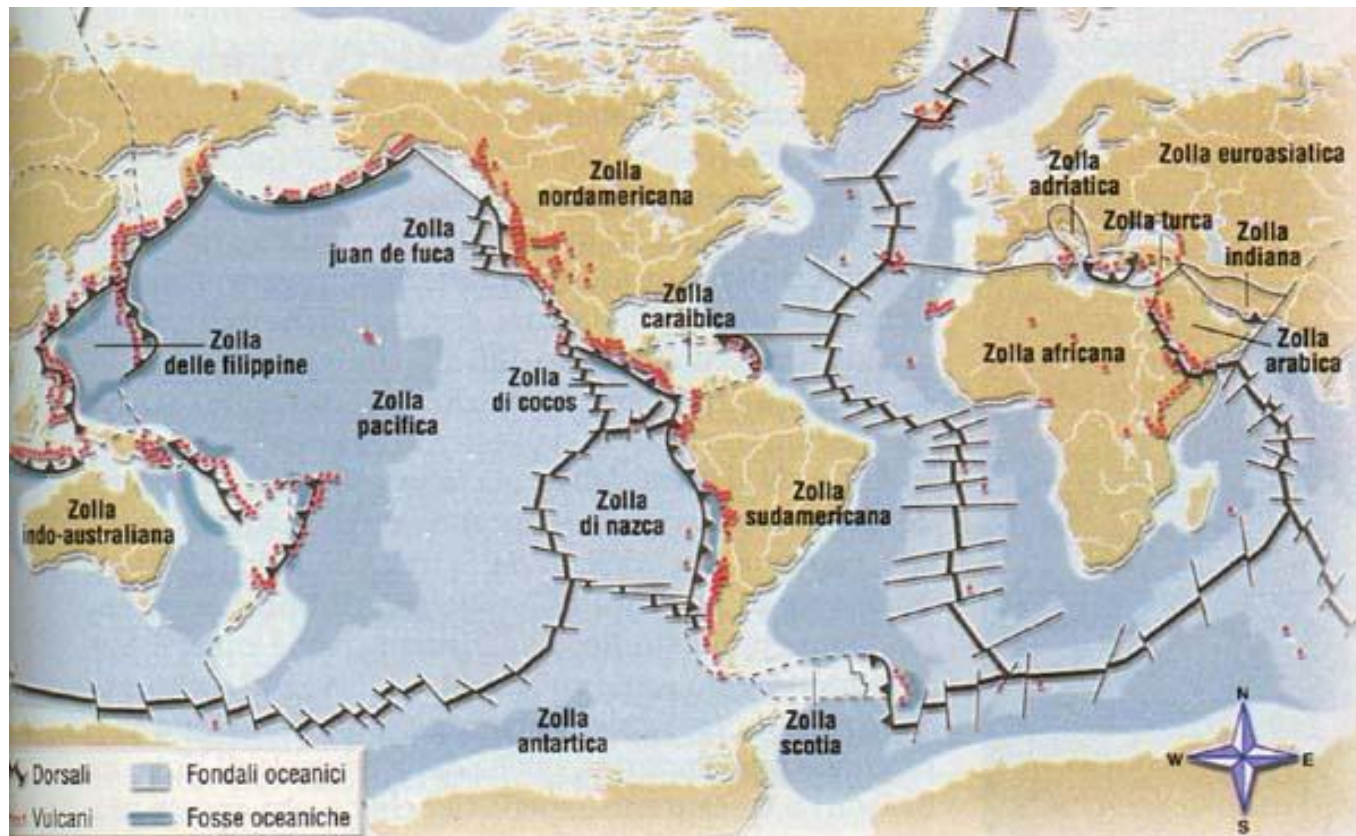 Zolla
nordamericana
Zolla
adriatica
Zolla euroasiatica
Zolla turca
Zolla
indiana
Zolla
juan de fuca
Zolla
caraibica
Zolla
delle filippine
Zolla
di cocos
Zolla africana
Zolla
arabica
Zolla
pacifica
Zolla
indo-australiana
Zolla
di nazca
Zolla
sudamericana
Zolla
antartica
Zolla
scotia
N
W
E
S
Dorsali
Fondali oceanici
Vulcani
Fosse oceaniche